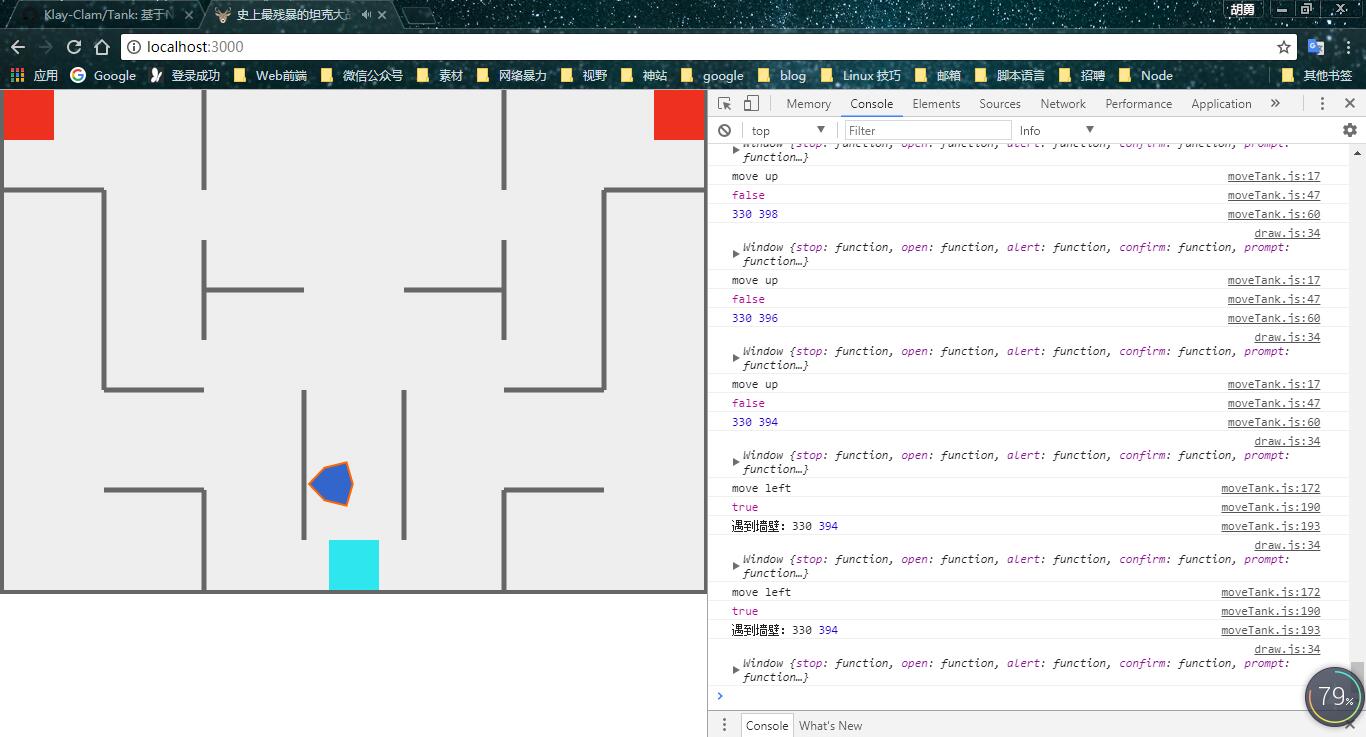 Klay-Clam/Tank: 基于N
史上最残暴的坦克大战
胡勇
localhost:3000
应用 Google 登录成功 Web前端 微信公众号 素材 网络暴力 视野 神站 google blog Linux 技巧 邮箱 脚本语言 招聘 Node 其他书签
Memory Console Elements Sources Network Performance Application »
top Filter Info
Window {stop: function, open: function, alert: function, confirm: function, prompt:
function…}
move up moveTank.js:17
false moveTank.js:47
330 398 moveTank.js:60
draw.js:34
Window {stop: function, open: function, alert: function, confirm: function, prompt:
function…}
move up moveTank.js:17
false moveTank.js:47
330 396 moveTank.js:60
draw.js:34
Window {stop: function, open: function, alert: function, confirm: function, prompt:
function…}
move up moveTank.js:17
false moveTank.js:47
330 394 moveTank.js:60
draw.js:34
Window {stop: function, open: function, alert: function, confirm: function, prompt:
function…}
move left moveTank.js:172
true moveTank.js:190
遇到墙壁: 330 394 moveTank.js:193
draw.js:34
Window {stop: function, open: function, alert: function, confirm: function, prompt:
function…}
move left moveTank.js:172
true moveTank.js:190
遇到墙壁: 330 394 moveTank.js:193
draw.js:34
Window {stop: function, open: function, alert: function, confirm: function, prompt:
function…}
79%
Console What's New